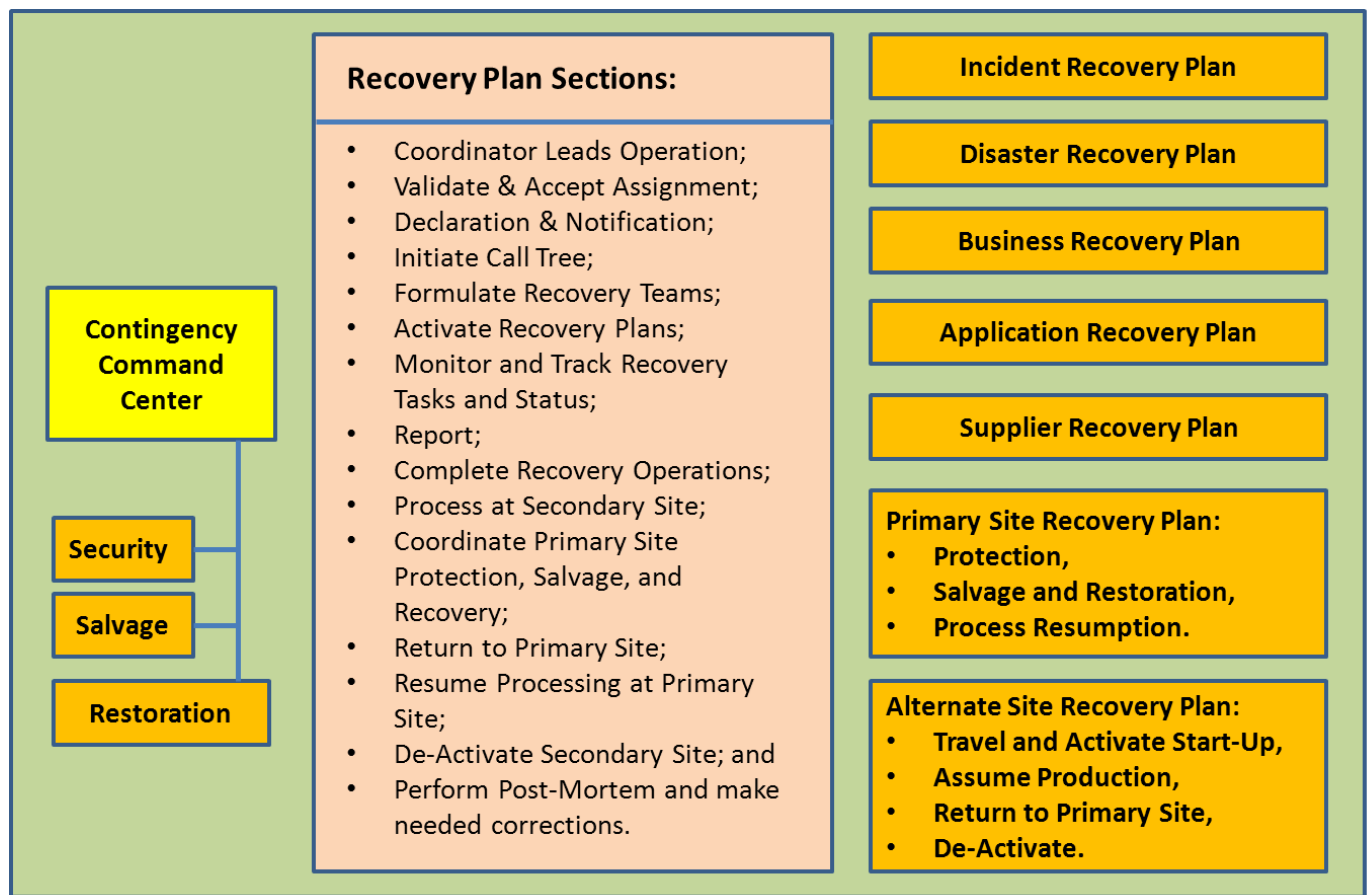 Contingency
Command
Center
Security
Salvage
Restoration
Recovery Plan Sections:
• Coordinator Leads Operation;
• Validate & Accept Assignment;
• Declaration & Notification;
• Initiate Call Tree;
• Formulate Recovery Teams;
• Activate Recovery Plans;
• Monitor and Track Recovery
Tasks and Status;
• Report;
• Complete Recovery Operations;
• Process at Secondary Site;
• Coordinate Primary Site
Protection, Salvage, and
Recovery;
• Return to Primary Site;
• Resume Processing at Primary
Site;
• De-Activate Secondary Site; and
• Perform Post-Mortem and make
needed corrections.
Incident Recovery Plan
Disaster Recovery Plan
Business Recovery Plan
Application Recovery Plan
Supplier Recovery Plan
Primary Site Recovery Plan:
• Protection,
• Salvage and Restoration,
• Process Resumption.
Alternate Site Recovery Plan:
• Travel and Activate Start-Up,
• Assume Production,
• Return to Primary Site,
• De-Activate.